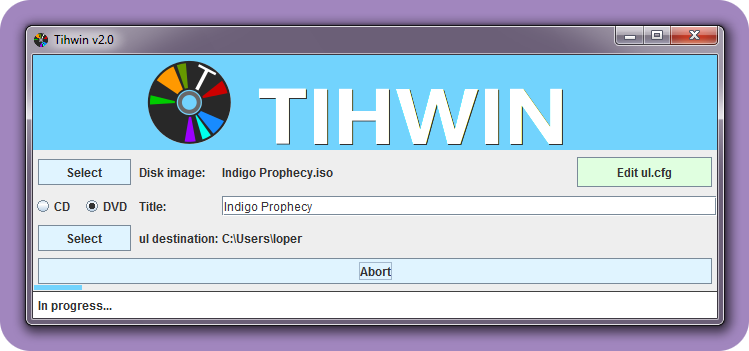 Tihwin v2.0
T TIHWIN
Select Disk image: Indigo Prophecy.iso Edit ul.cfg
CD DVD Title: Indigo Prophecy
Select ul destination: C:\Users\loper
Abort
In progress...